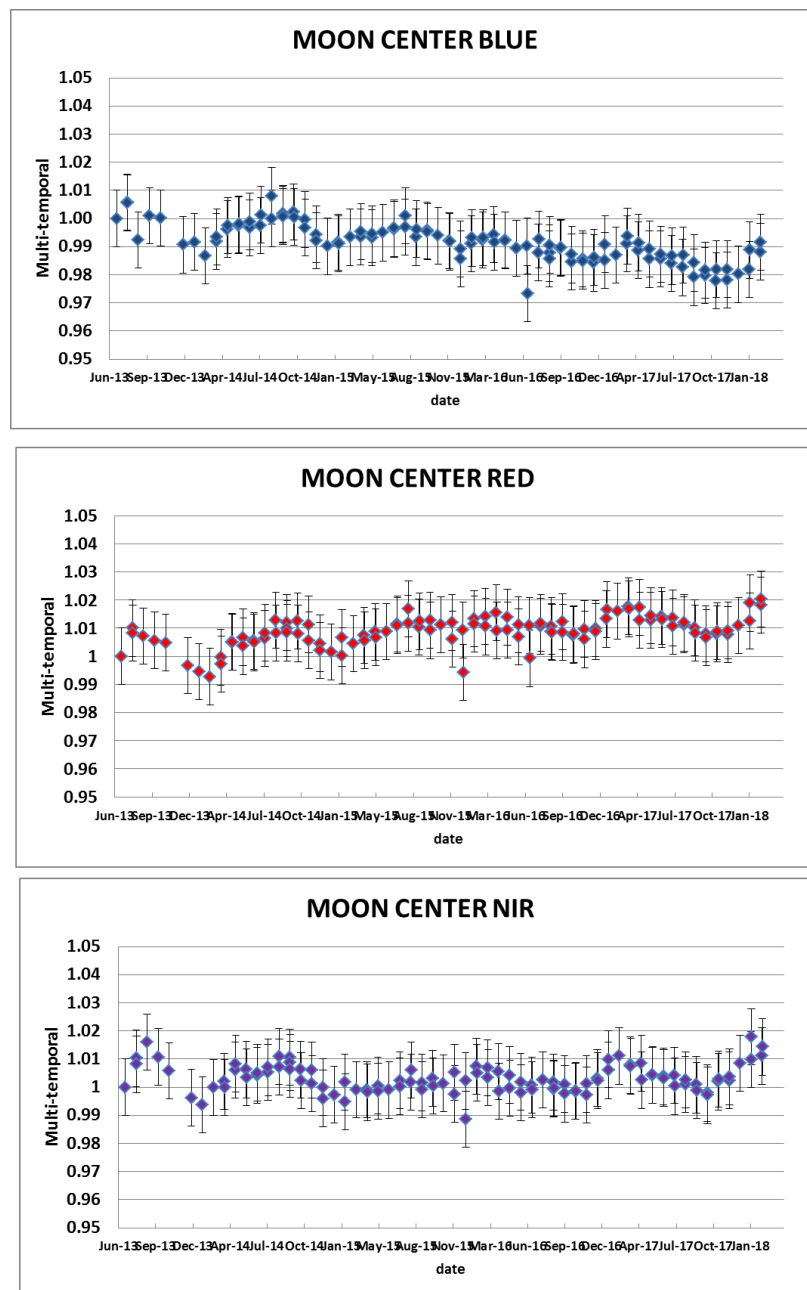 MOON CENTER BLUE
1.05
1.04
1.03
1.02
1.01
1.00
0.99
0.98
0.97
0.96
0.95
Multi-temporal
Jun-13 Sep-13 Dec-13 Apr-14 Jul-14 Oct-14 Jan-15 May-15 Aug-15 Nov-15 Mar-16 Jun-16 Sep-16 Dec-16 Apr-17 Jul-17 Oct-17 Jan-18
date
MOON CENTER RED
1.05
1.04
1.03
1.02
1.01
1
0.99
0.98
0.97
0.96
0.95
Multi-temporal
Jun-13 Sep-13 Dec-13 Apr-14 Jul-14 Oct-14 Jan-15 May-15 Aug-15 Nov-15 Mar-16 Jun-16 Sep-16 Dec-16 Apr-17 Jul-17 Oct-17 Jan-18
date
MOON CENTER NIR
1.05
1.04
1.03
1.02
1.01
1
0.99
0.98
0.97
0.96
0.95
Multi-temporal
Jun-13 Sep-13 Dec-13 Apr-14 Jul-14 Oct-14 Jan-15 May-15 Aug-15 Nov-15 Mar-16 Jun-16 Sep-16 Dec-16 Apr-17 Jul-17 Oct-17 Jan-18
date